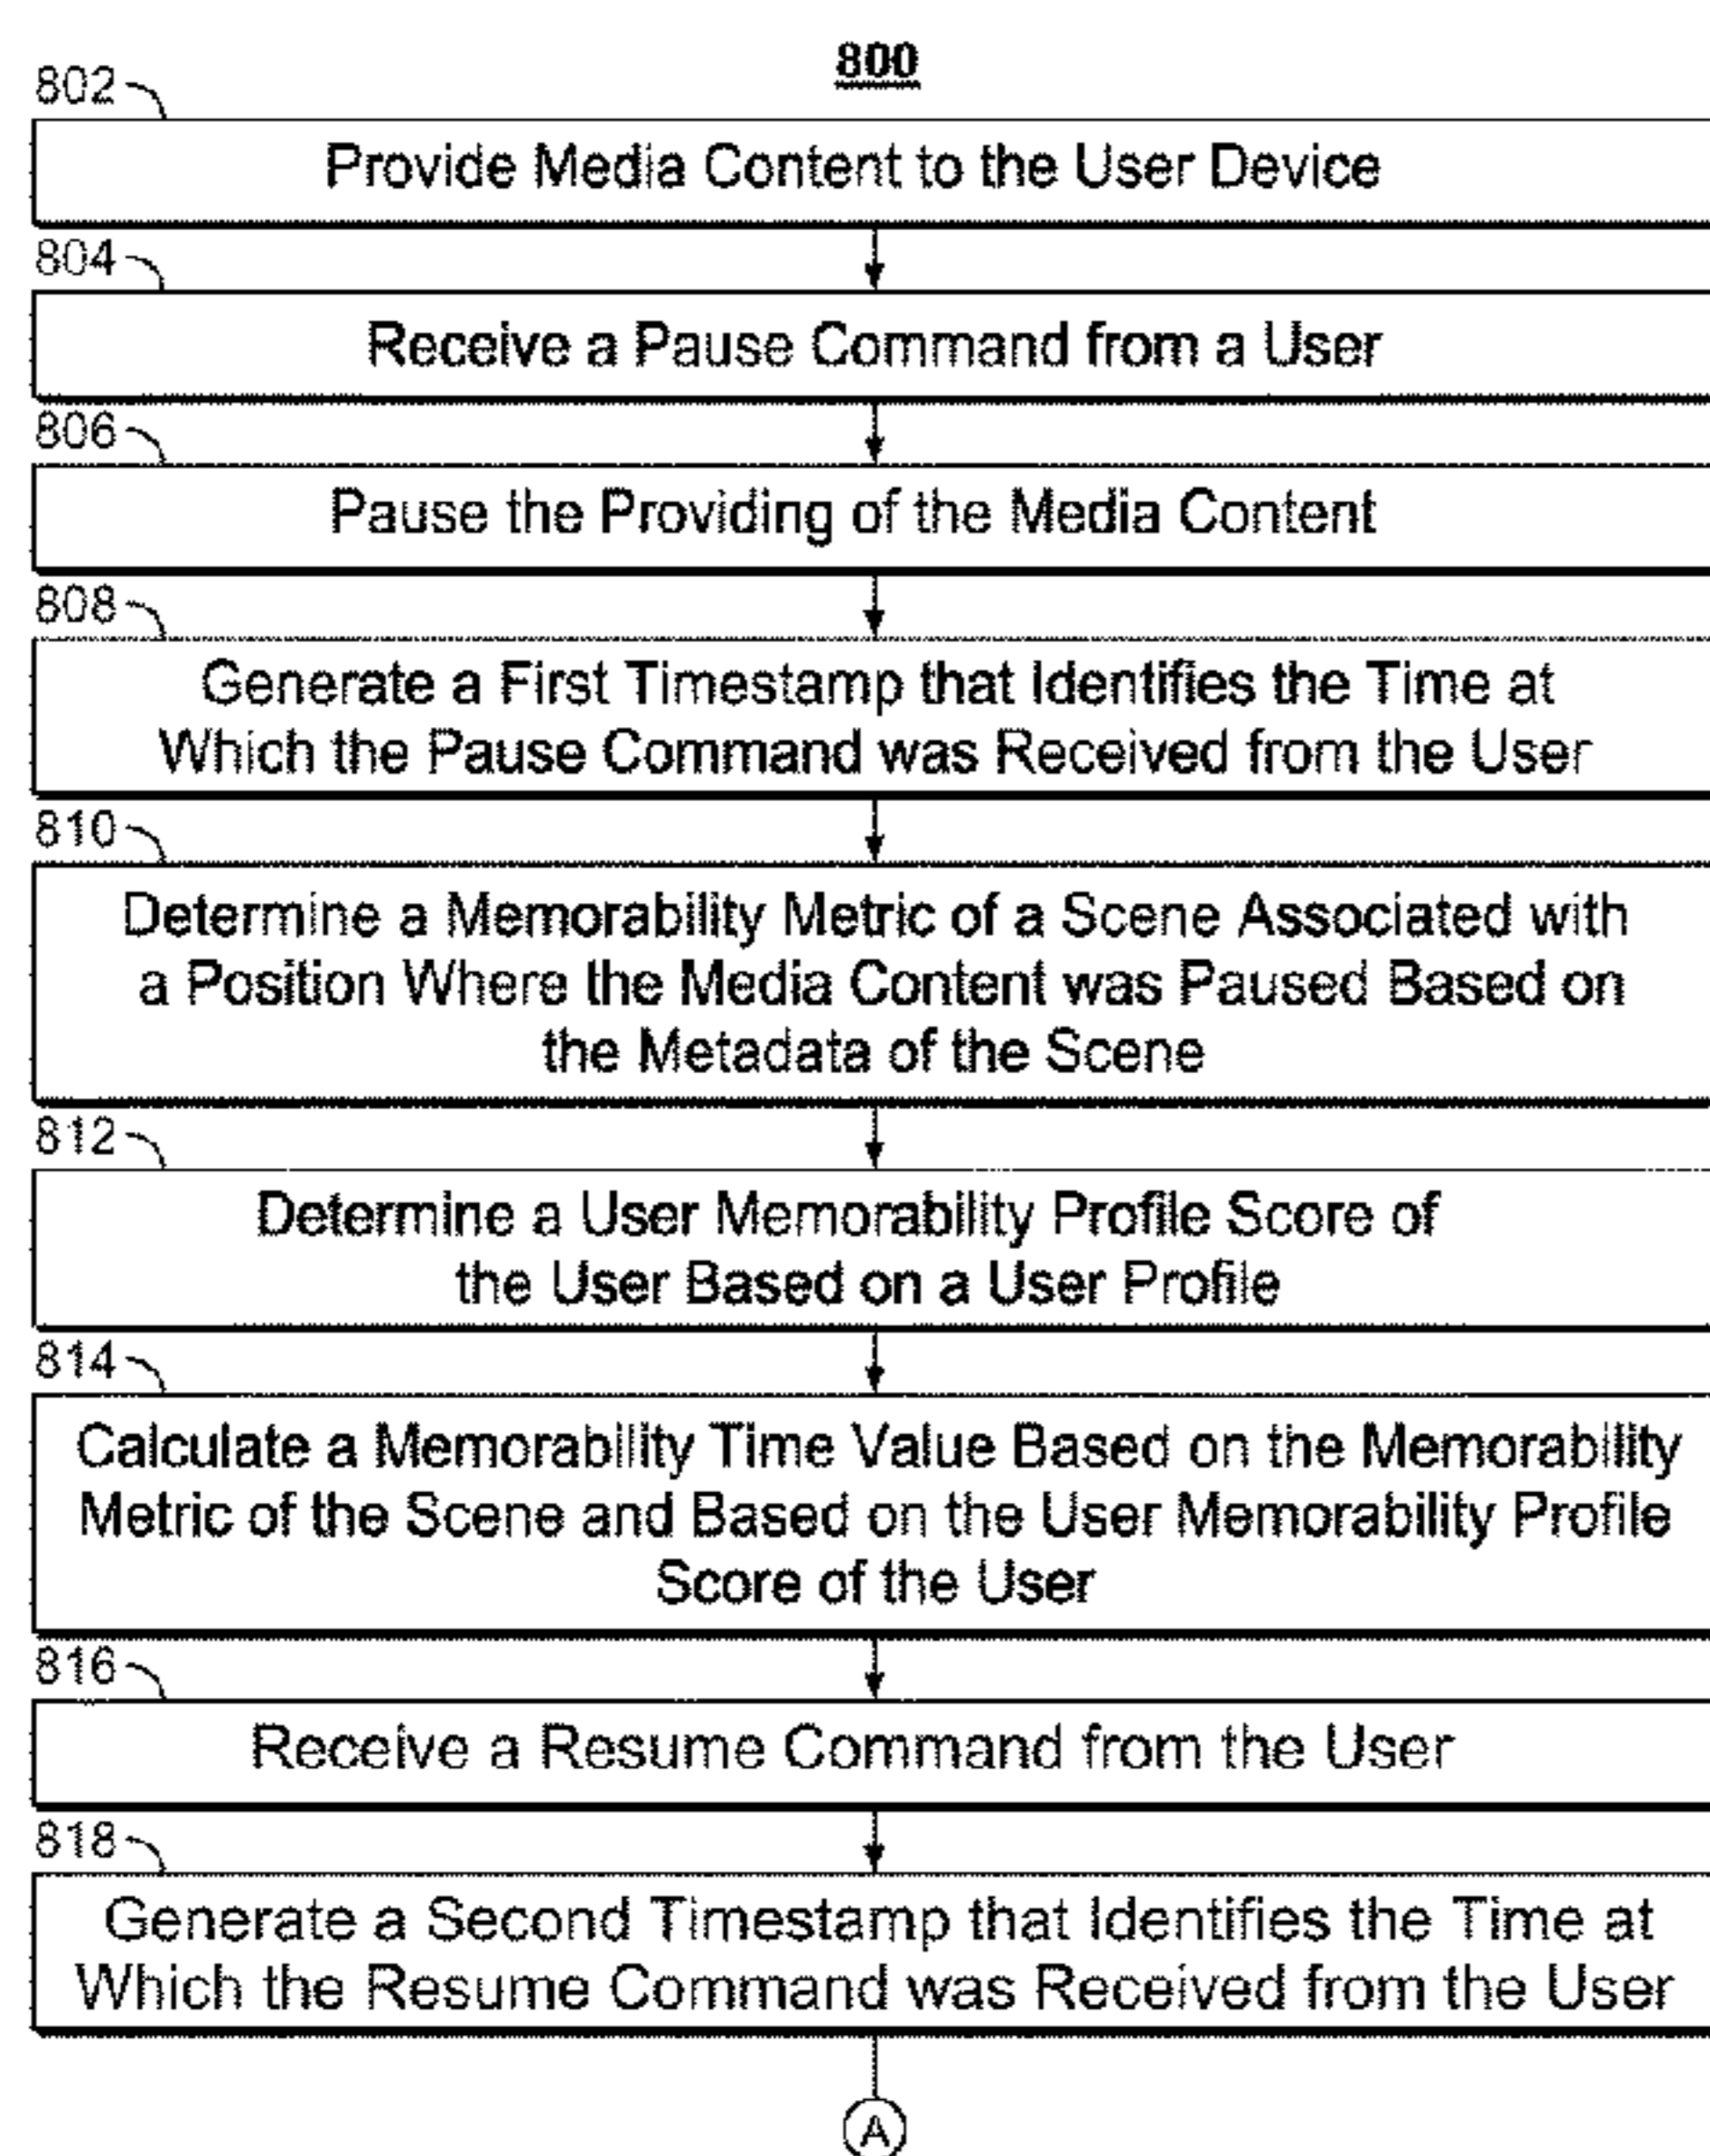 800
802
Provide Media Content to the User Device
804
Receive a Pause Command from a User
806
Pause the Providing of the Media Content
808
Generate a First Timestamp that Identifies the Time at
Which the Pause Command was Received from the User
810
Determine a Memorability Metric of a Scene Associated with
a Position Where the Media Content was Paused Based on
the Metadata of the Scene
812
Determine a User Memorability Profile Score of
the User Based on a User Profile
814
Calculate a Memorability Time Value Based on the Memorability
Metric of the Scene and Based on the User Memorability Profile
Score of the User
816
Receive a Resume Command from the User
818
Generate a Second Timestamp that Identifies the Time at
Which the Resume Command was Received from the User
A